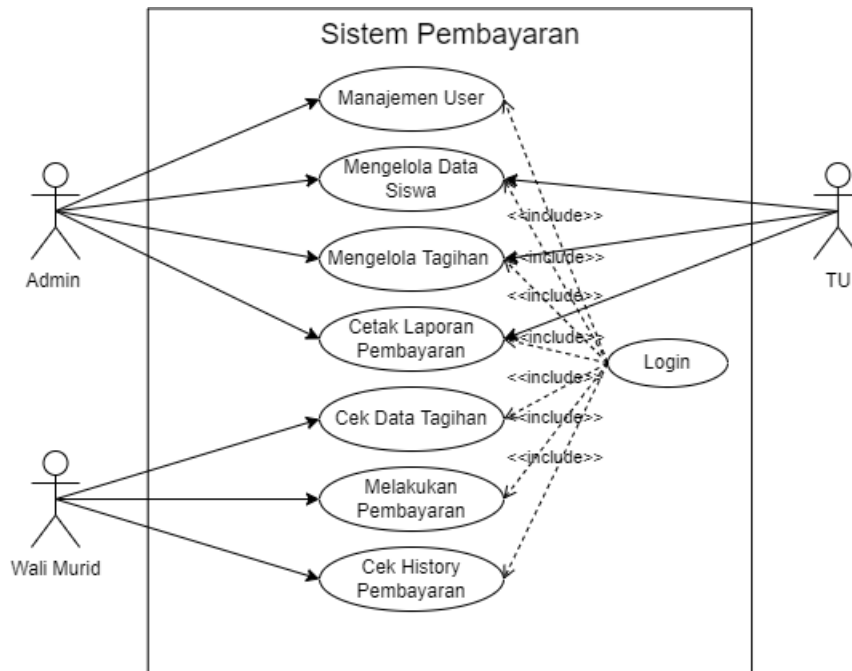 Sistem Pembayaran
Manajemen User
Mengelola Data
Siswa
<<include>>
Mengelola Tagihan
<<include>>
Admin
TU
<<include>>
Cetak Laporan
Pembayaran
<<include>>
Login
<<include>>
Cek Data Tagihan
<<include>>
<<include>>
Melakukan
Pembayaran
Wali Murid
Cek History
Pembayaran